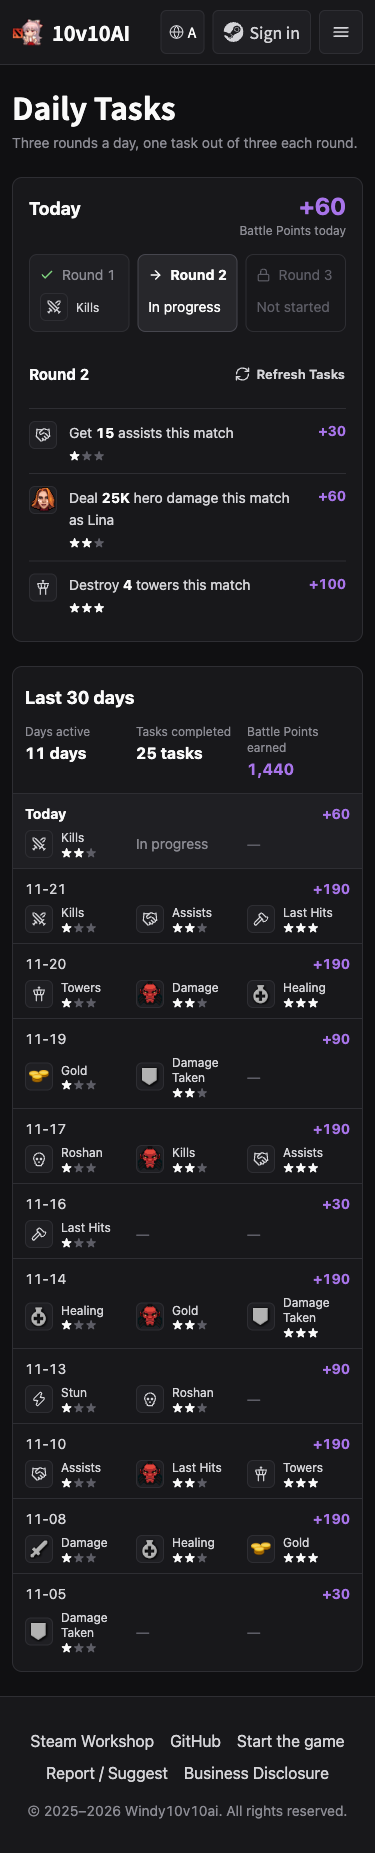 10v10AI
A
Sign in
Daily Tasks
Three rounds a day, one task out of three each round.
Today
+60
Battle Points today
Round 1
Kills
Round 2
In progress
Round 3
Not started
Round 2
Refresh Tasks
Get 15 assists this match
+30
Deal 25K hero damage this match
as Lina
+60
Destroy 4 towers this match
+100
Last 30 days
Days active
11 days
Tasks completed
25 tasks
Battle Points
earned
1,440
Today
+60
Kills
In progress
—
11-21
+190
Kills
Assists
Last Hits
11-20
+190
Towers
Damage
Healing
11-19
+90
Gold
Damage
Taken
—
11-17
+190
Roshan
Kills
Assists
11-16
+30
Last Hits
—
—
11-14
+190
Healing
Gold
Damage
Taken
11-13
+90
Stun
Roshan
—
11-10
+190
Assists
Last Hits
Towers
11-08
+190
Damage
Healing
Gold
11-05
+30
Damage
Taken
—
—
Steam Workshop GitHub Start the game
Report / Suggest Business Disclosure
© 2025–2026 Windy10v10ai. All rights reserved.